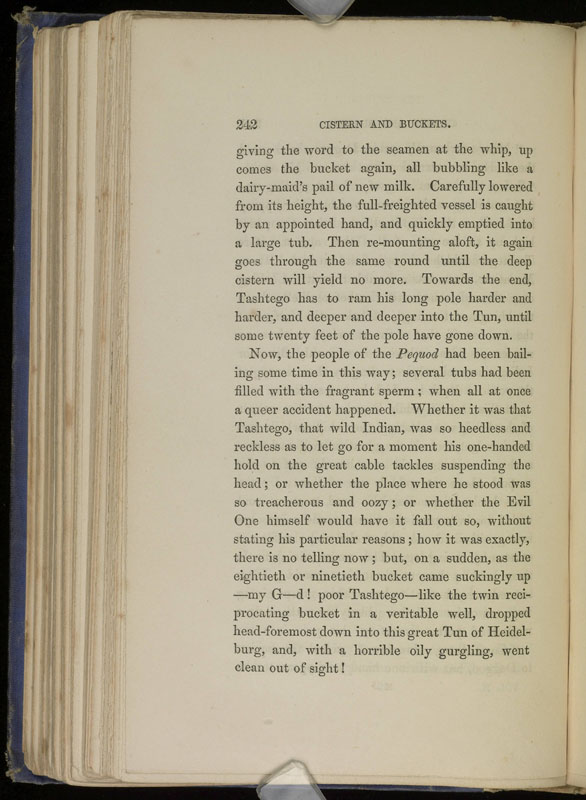 242 CISTERN AND BUCKETS.
giving the word to the seamen at the whip, up
comes the bucket again, all bubbling like a
dairy-maid's pail of new milk. Carefully lowered
from its height, the full-freighted vessel is caught
by an appointed hand, and quickly emptied into
a large tub. Then re-mounting aloft, it again
goes through the same round until the deep
cistern will yield no more. Towards the end,
Tashtego has to ram his long pole harder and
harder, and deeper and deeper into the Tun, until
some twenty feet of the pole have gone down.
Now, the people of the Pequod had been bail-
ing some time in this way; several tubs had been
filled with the fragrant sperm; when all at once
a queer accident happened. Whether it was that
Tashtego, that wild Indian, was so heedless and
reckless as to let go for a moment his one-handed
hold on the great cable tackles suspending the
head; or whether the place where he stood was
so treacherous and oozy; or whether the Evil
One himself would have it fall out so, without
stating his particular reasons; how it was exactly,
there is no telling now; but, on a sudden, as the
eightieth or ninetieth bucket came suckingly up
—my G—d! poor Tashtego—like the twin reci-
procating bucket in a veritable well, dropped
head-foremost down into this great Tun of Heidel-
burg, and, with a horrible oily gurgling, went
clean out of sight!